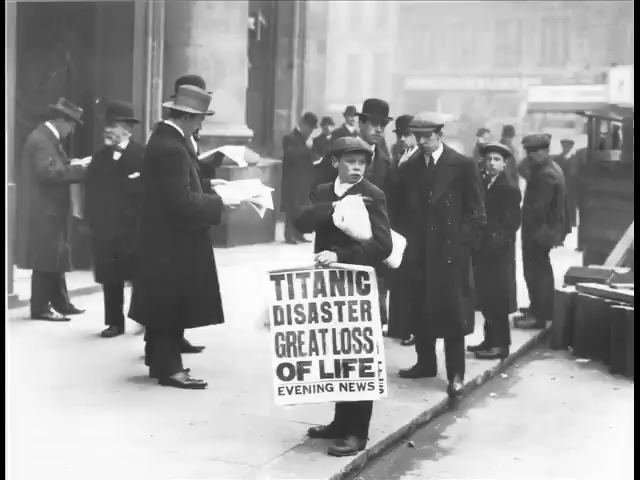 TITANIC
DISASTER
GREAT LOSS
OF LIFE
EVENING NEWS